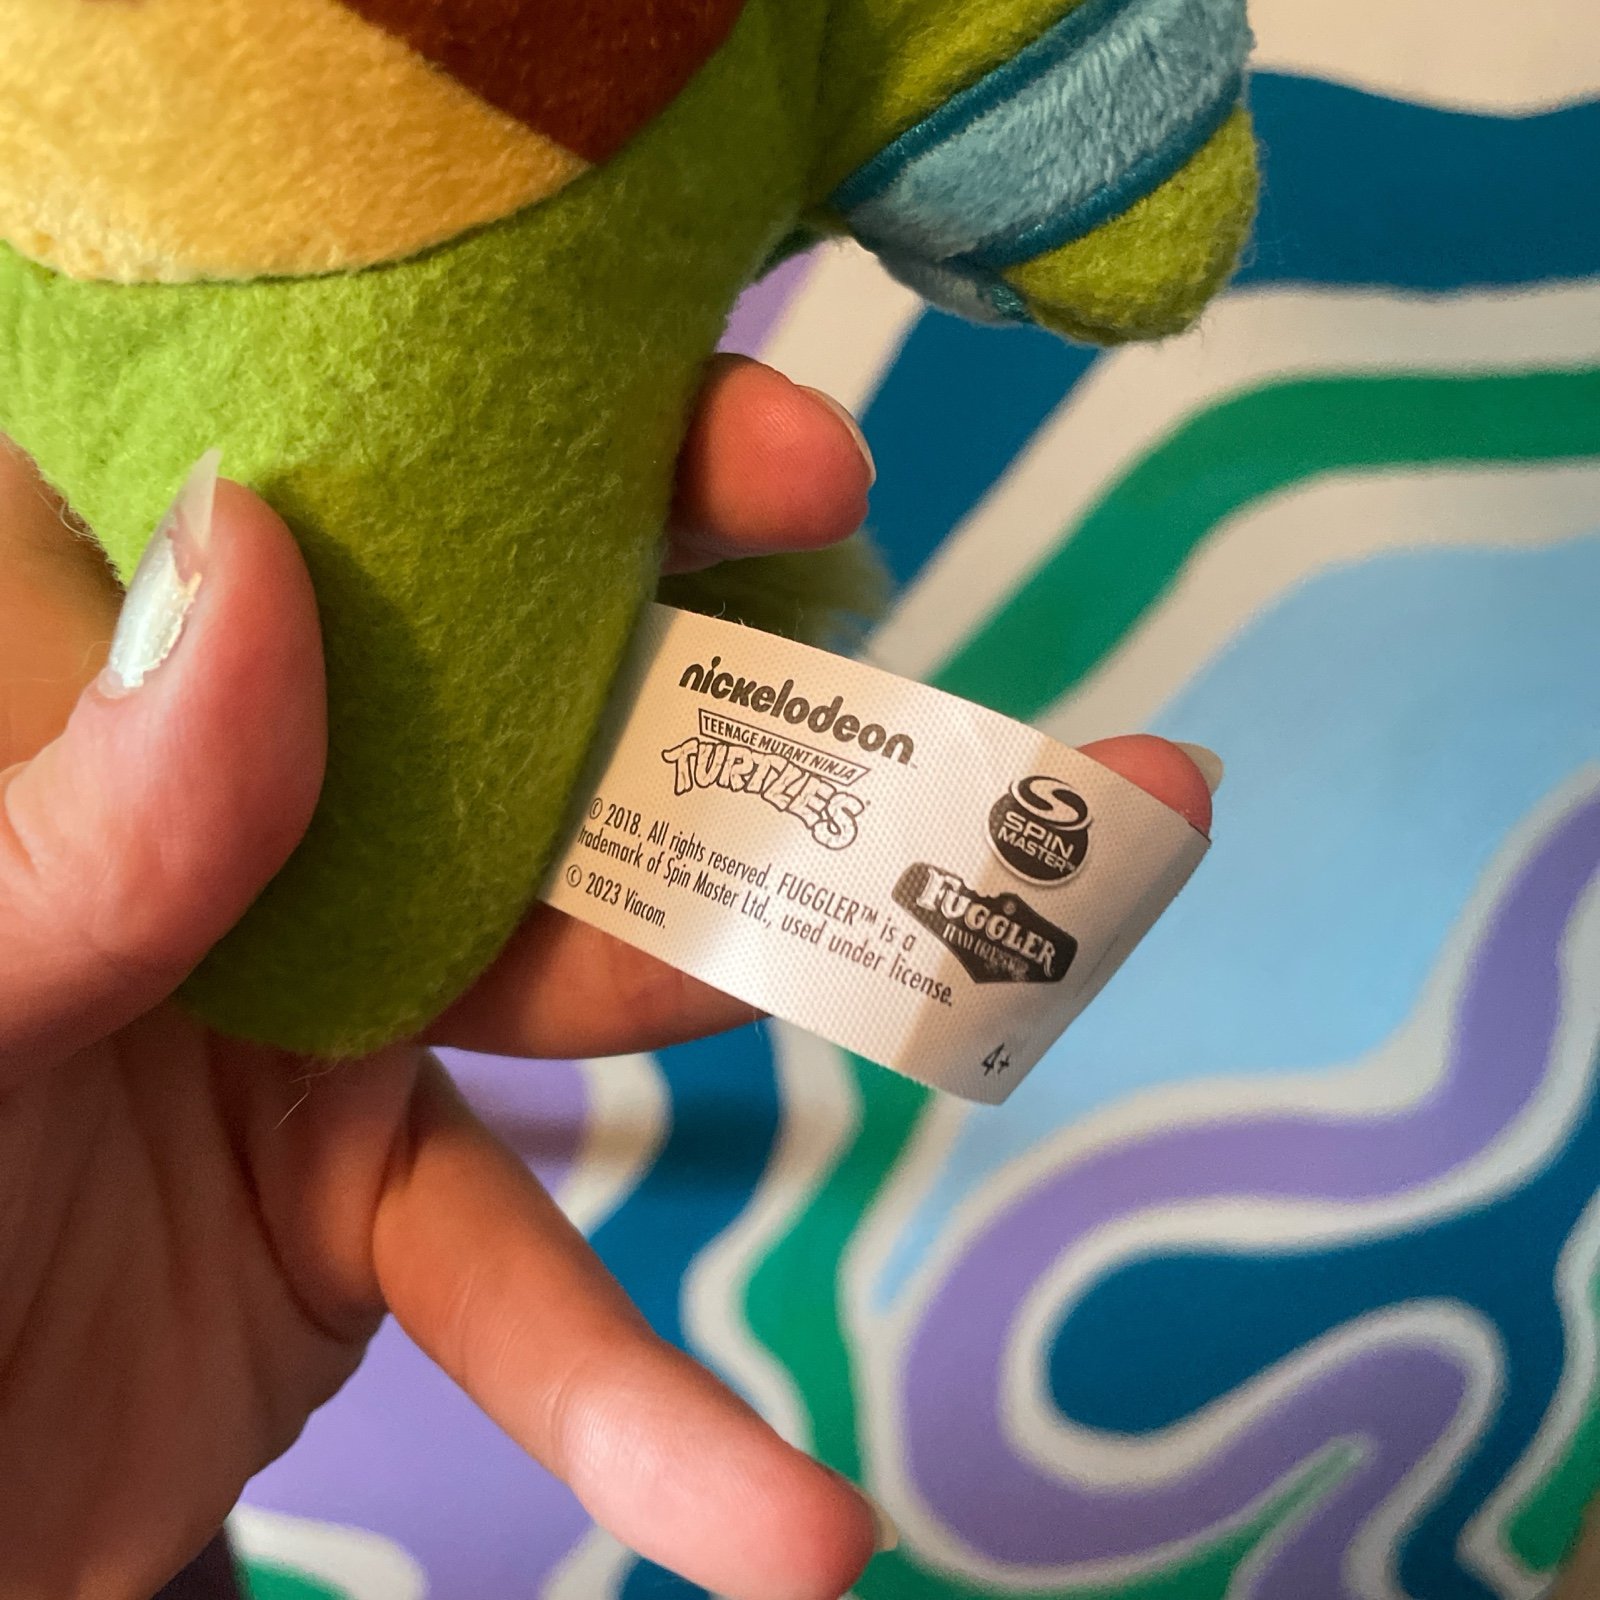 nickelodeon
TEENAGE MUTANT NINJA
TURTLES
© 2018. All rights reserved. FUGGLER™ is a
trademark of Spin Master Ltd., used under license.
© 2023 Viacom.
SPIN
MASTER™
FUGGLER
4+